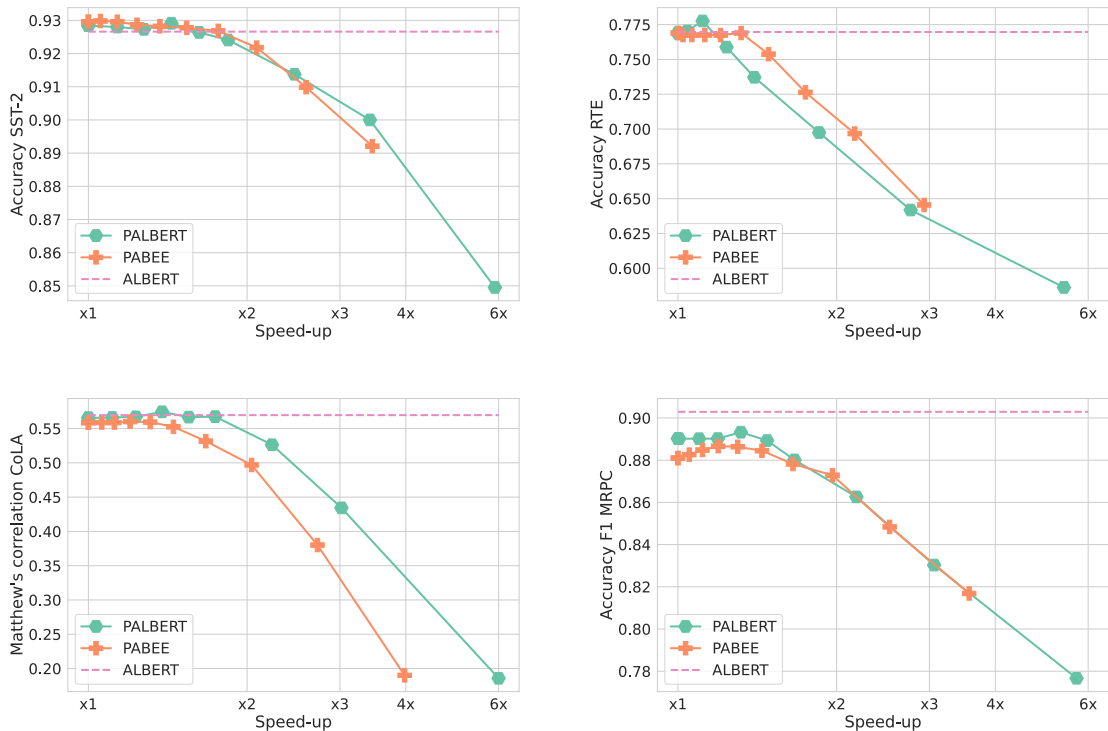 0.93
0.92
0.91
0.90
0.89
0.88
0.87
0.86
0.85
Accuracy SST-2
PALBERT
PABEE
ALBERT
x1
x2
x3
4x
6x
Speed-up
0.775
0.750
0.725
0.700
0.675
0.650
0.625
0.600
Accuracy RTE
PALBERT
PABEE
ALBERT
x1
x2
x3
4x
6x
Speed-up
0.55
0.50
0.45
0.40
0.35
0.30
0.25
0.20
Matthew's correlation CoLA
PALBERT
PABEE
ALBERT
x1
x2
x3
4x
6x
Speed-up
0.90
0.88
0.86
0.84
0.82
0.80
0.78
Accuracy F1 MRPC
PALBERT
PABEE
ALBERT
x1
x2
x3
4x
6x
Speed-up